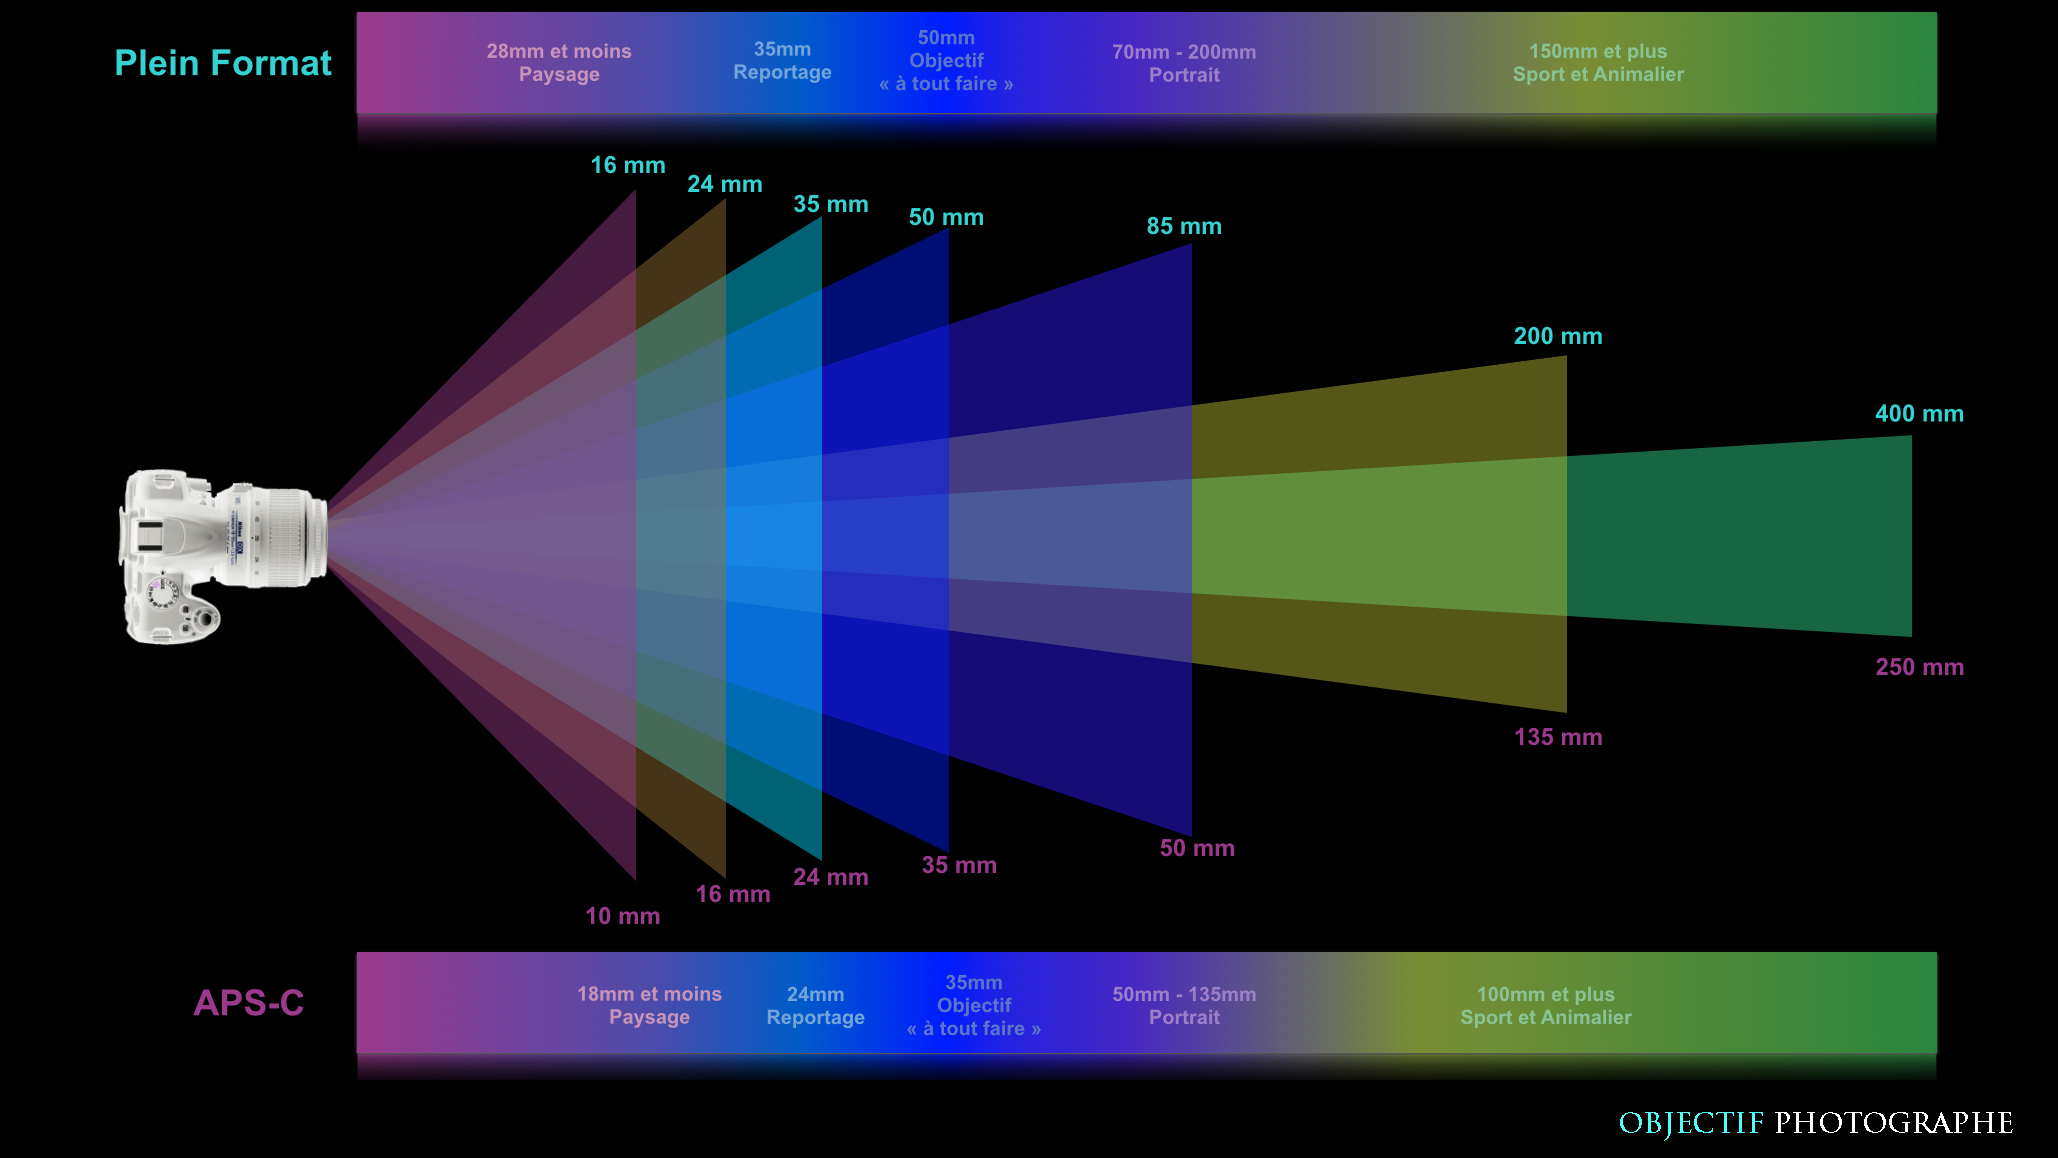 Plein Format
28mm et moins
Paysage
35mm
Reportage
50mm
Objectif
« à tout faire »
70mm - 200mm
Portrait
150mm et plus
Sport et Animalier
16 mm
24 mm
35 mm
50 mm
85 mm
200 mm
400 mm
250 mm
135 mm
50 mm
35 mm
24 mm
16 mm
10 mm
APS-C
18mm et moins
Paysage
24mm
Reportage
35mm
Objectif
« à tout faire »
50mm - 135mm
Portrait
100mm et plus
Sport et Animalier
OBJECTIF PHOTOGRAPHE